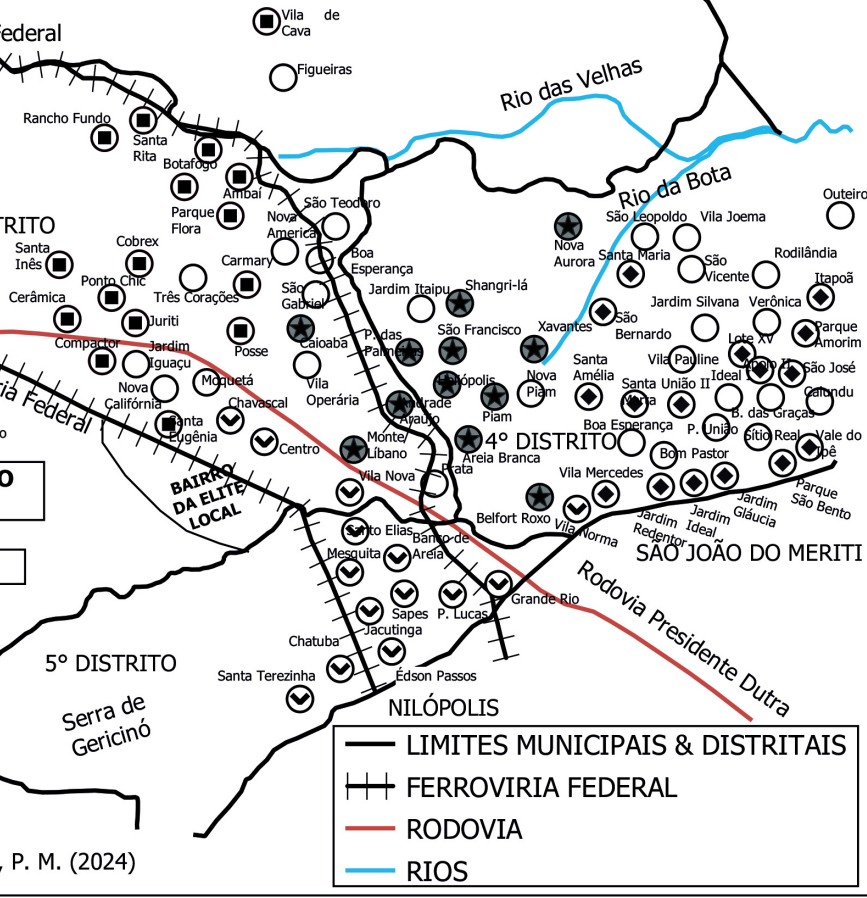 Vila de
Cava
Federal
Figueiras
Rio das Velhas
Rancho Fundo
Santa
Rita
Botafogo
Ambaí
Parque
Flora
Rio da Bota
São Teodoro
Nova
America
São Leopoldo
Vila Joema
Outeiro
TRITO
Santa
Inês
Cobrex
Carmary
Boa
Esperança
Nova
Aurora
Santa Maria
São
Vicente
Rodilândia
Ponto Chic
Três Corações
São
Gabriel
Jardim Itaipu
Shangri-lá
Itapoã
Cerâmica
Juriti
Posse
Caioaba
P. das
Palmeiras
São Francisco
Xavantes
São
Bernardo
Jardim Silvana
Verônica
Parque
Amorim
Compactor
Jardim
Iguaçu
Moquetá
Vila
Operária
Heliópolis
Nova
Piam
Santa
Amélia
Vila Pauline
Lote XV
Apolo II
Ideal I
São José
ria Federal
Nova
Califórnia
Chavascal
Andrade
Araujo
Piam
Santa
Marta
União II
B. das Graças
Caiundu
Santa
Eugênia
Centro
Monte
Líbano
4° DISTRITO
Areia Branca
Boa Esperança
P. União
Sítio Real
Vale do
Ipê
o
O
BAIRRO
DA ELITE
LOCAL
Vila Nova
Prata
Vila Mercedes
Bom Pastor
Belfort Roxo
Vila Norma
Jardim
Redentor
Jardim
Ideal
Jardim
Gláucia
Parque
São Bento
Santo Elias
Banco de
Areia
Mesquita
SÃO JOÃO DO MERITI
Sapes
P. Lucas
Grande Rio
Rodovia Presidente Dutra
Jacutinga
Chatuba
5° DISTRITO
Santa Terezinha
Édson Passos
Serra de
Gericinó
NILÓPOLIS
LIMITES MUNICIPAIS & DISTRITAIS
FERROVIRIA FEDERAL
RODOVIA
RIOS
, P. M. (2024)